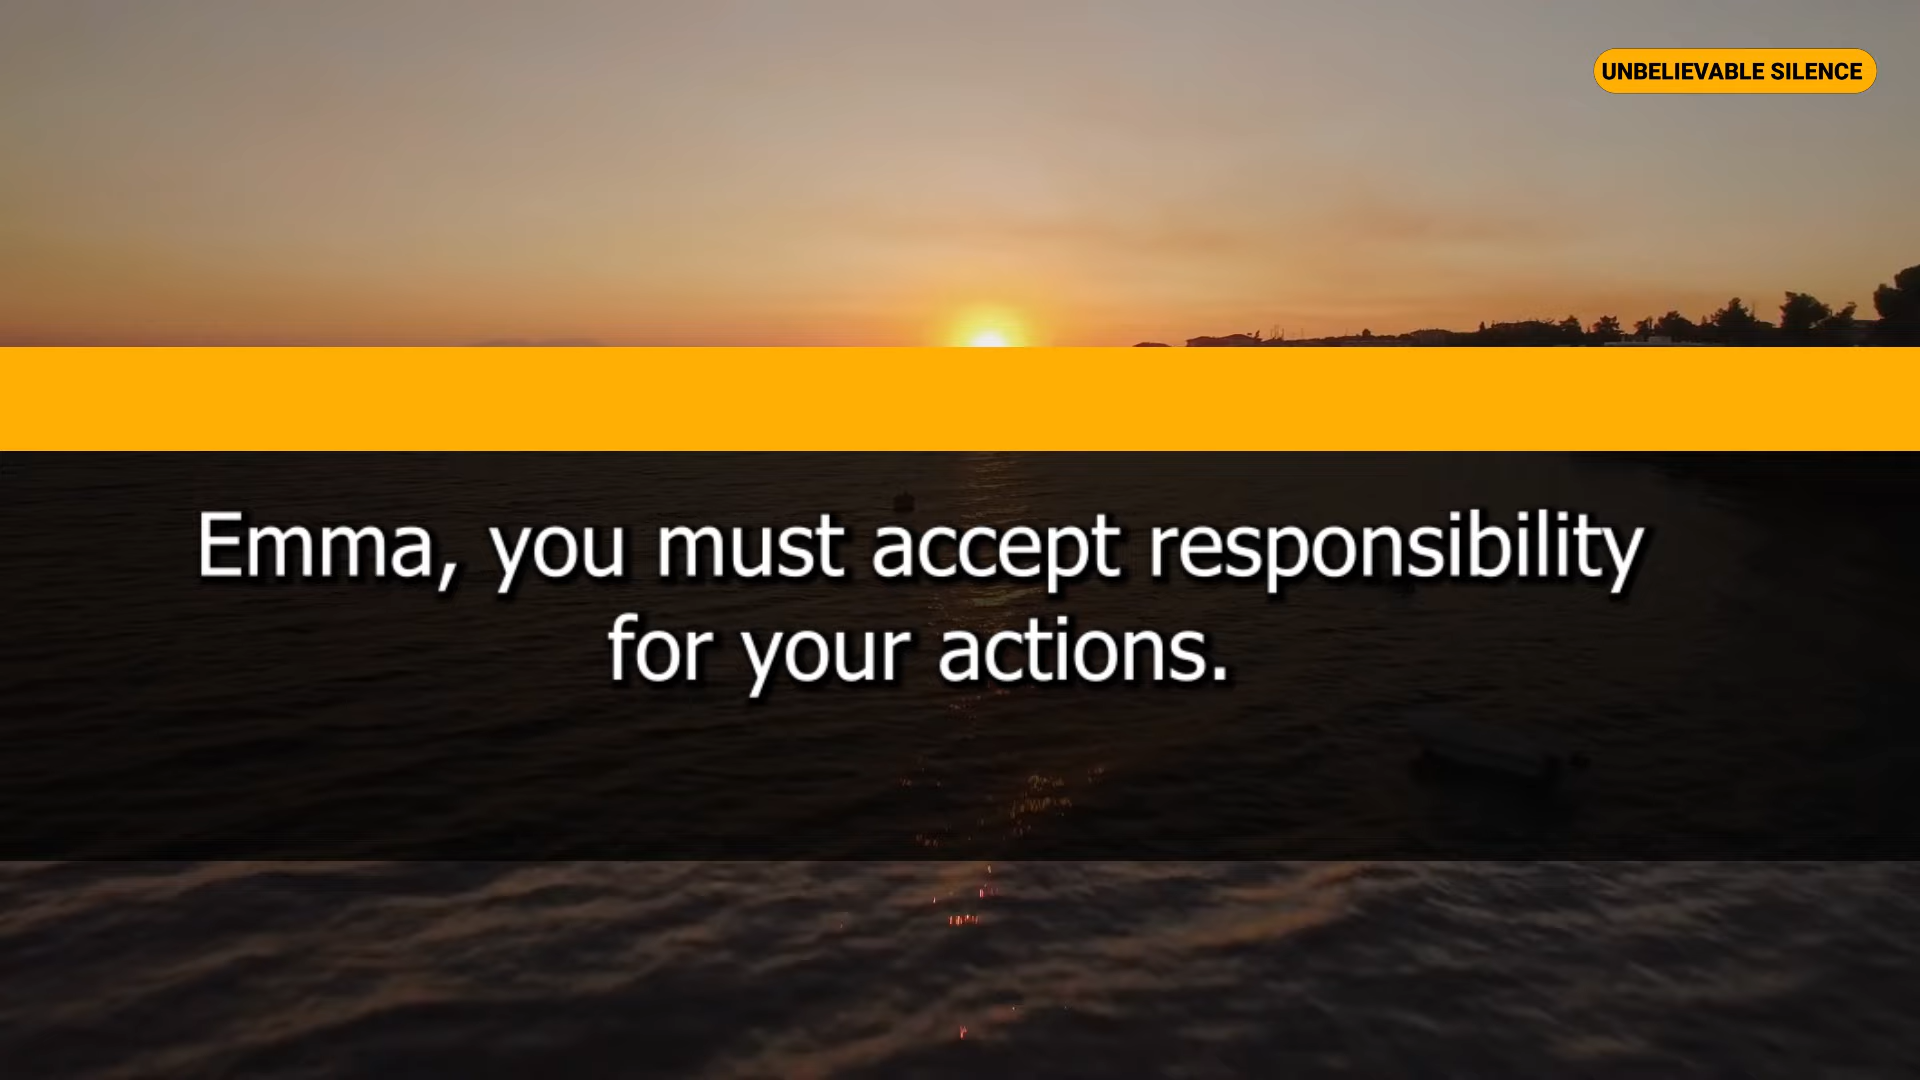 UNBELIEVABLE SILENCE
Emma, you must accept responsibility
for your actions.